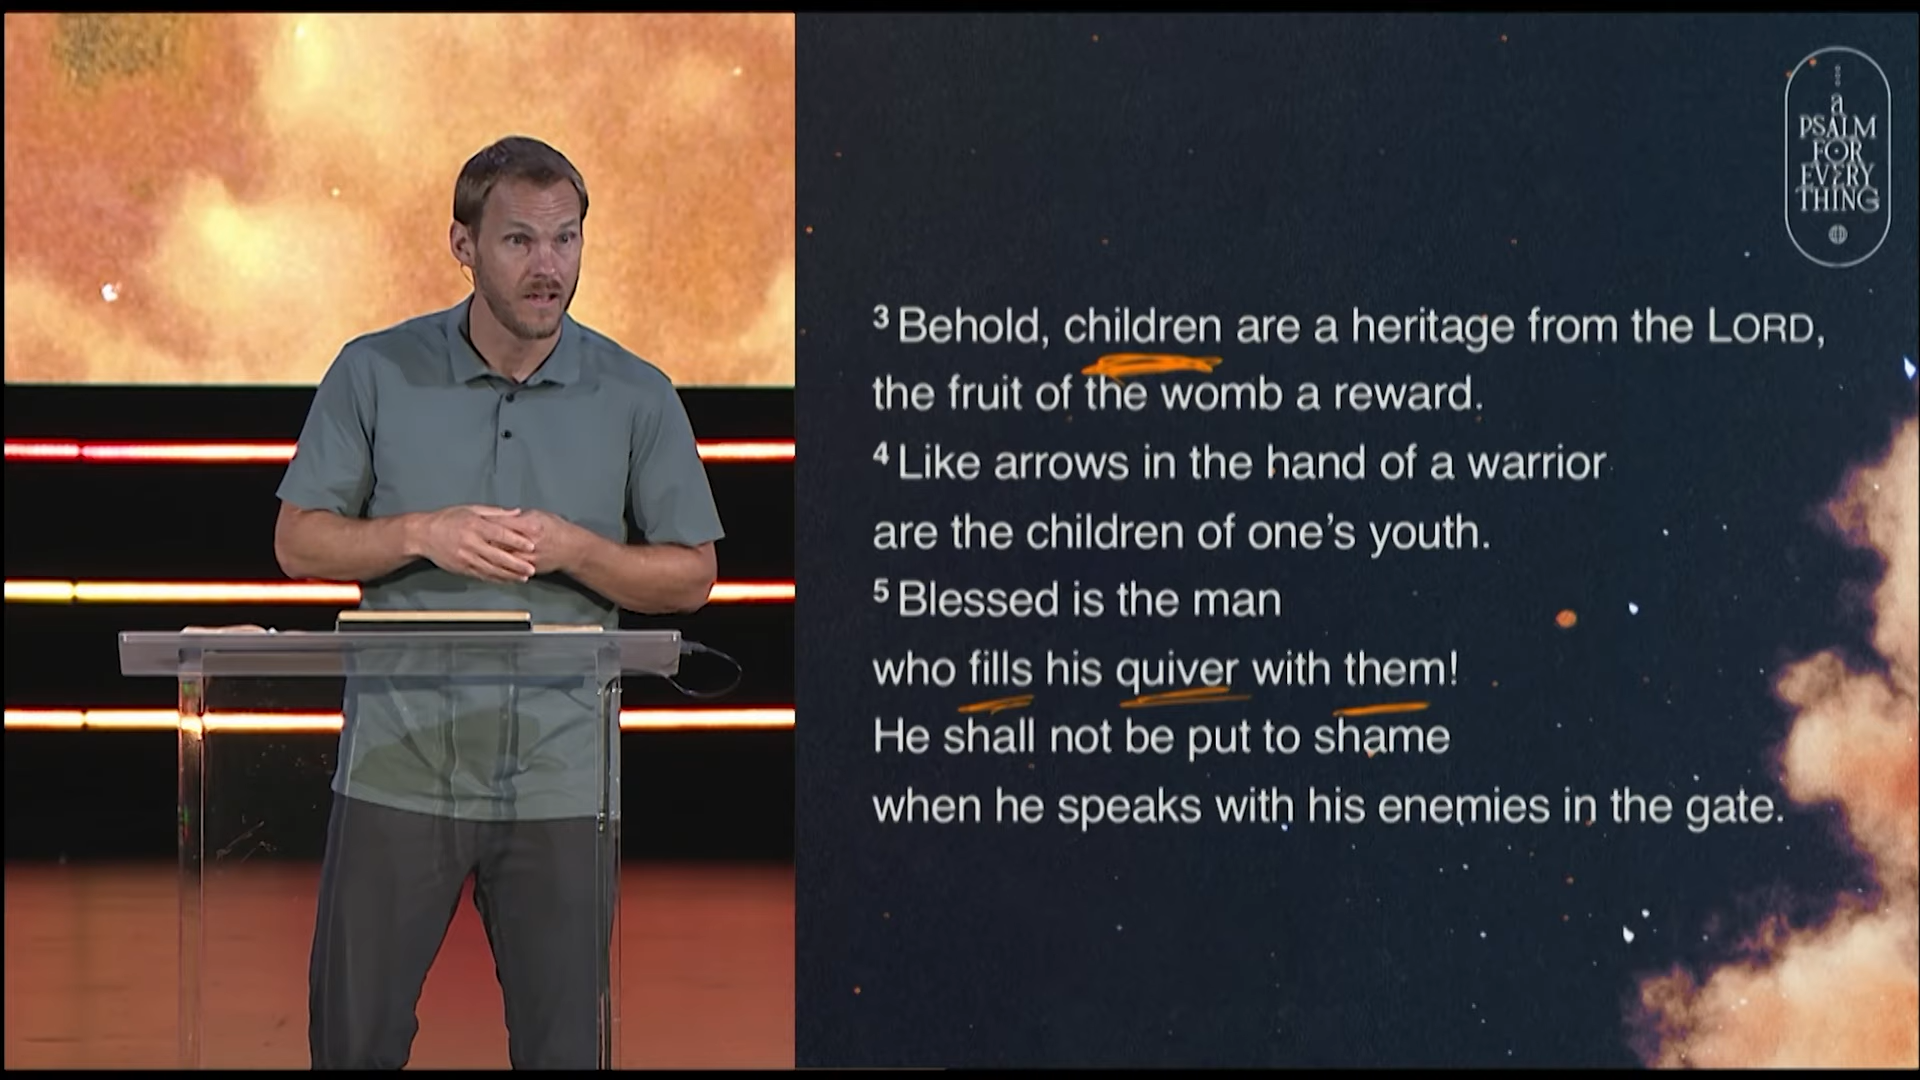 a
PSALM
FOR
EVERY
THING
3 Behold, children are a heritage from the LORD,
the fruit of the womb a reward.
4 Like arrows in the hand of a warrior
are the children of one’s youth.
5 Blessed is the man
who fills his quiver with them!
He shall not be put to shame
when he speaks with his enemies in the gate.